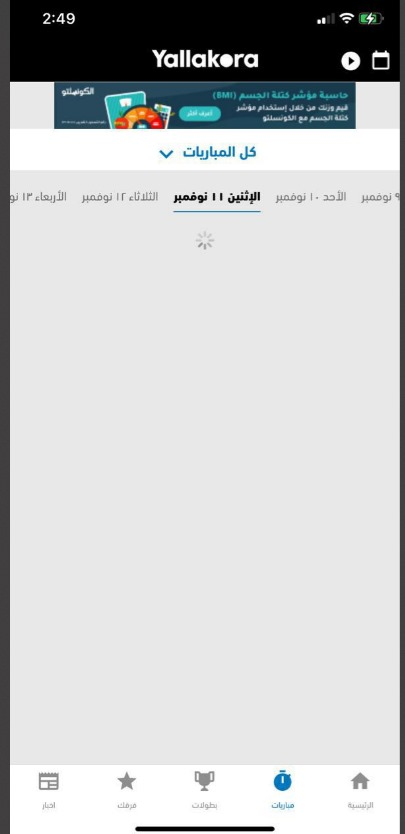 2:49
Yallakora
الكونسلتو
حاسبة مؤشر كتلة الجسم (BMI)
قيم وزنك من خلال إستخدام مؤشر
كتلة الجسم مع الكونسلتو
اعرف اكتر
كل المباريات
٩ نوفمبر
الأحد ١٠ نوفمبر
الإثنين ١١ نوفمبر
الثلاثاء ١٢ نوفمبر
الأربعاء ١٣ نو
الرئيسية
مباريات
بطولات
فرقك
اخبار